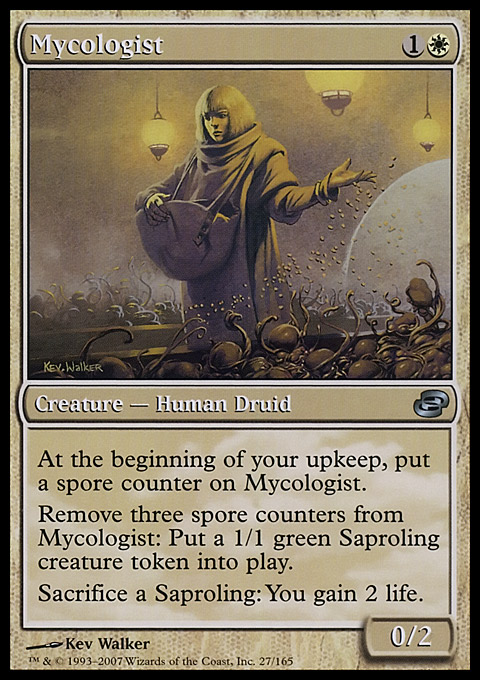 Mycologist 1
KEV. WALKER
Creature — Human Druid
At the beginning of your upkeep, put
a spore counter on Mycologist.
Remove three spore counters from
Mycologist: Put a 1/1 green Saproling
creature token into play.
Sacrifice a Saproling: You gain 2 life.
Kev Walker
0/2
™ & © 1993–2007 Wizards of the Coast, Inc. 27/165